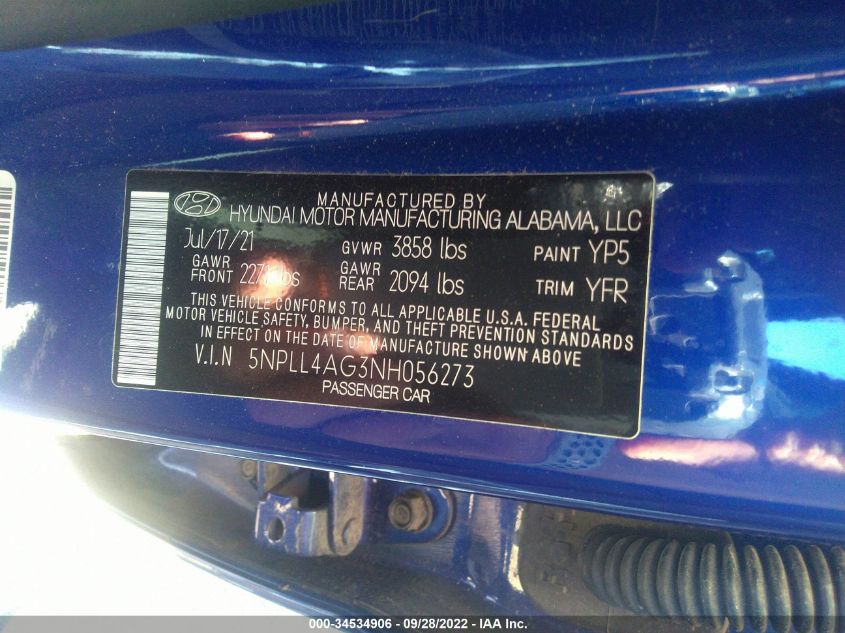 MANUFACTURED BY
HYUNDAI MOTOR MANUFACTURING ALABAMA, LLC
Jul/17/21 GVWR 3858 lbs PAINT YP5
GAWR FRONT lbs GAWR REAR 2094 lbs TRIM YFR
THIS VEHICLE CONFORMS TO ALL APPLICABLE U.S.A. FEDERAL
MOTOR VEHICLE SAFETY, BUMPER, AND THEFT PREVENTION STANDARDS
IN EFFECT ON THE DATE OF MANUFACTURE SHOWN ABOVE
V.I.N 5NPLL4AG3NH056273
PASSENGER CAR
000-34534906 - 09/28/2022 - IAA Inc.